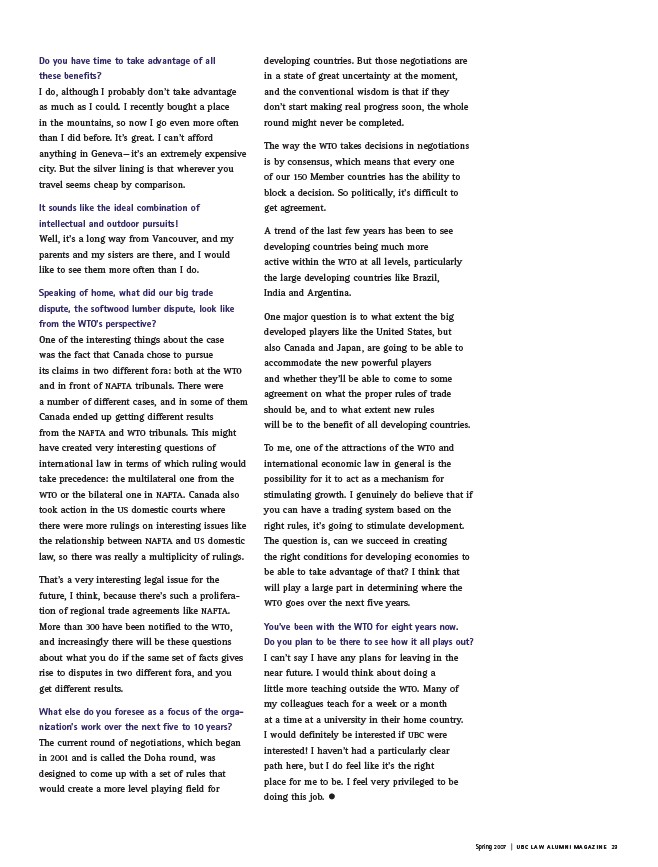 Do you have time to take advantage of all
these benefits?
I do, although I probably don't take advantage
as much as I could. I recently bought a place
in the mountains, so now I go even more often
than I did before. It's great. I can't afford
anything in Geneva—it's an extremely expensive
city. But the silver lining is that wherever you
travel seems cheap by comparison.
It sounds like the ideal combination of
intellectual and outdoor pursuits!
Well, it's a long way from Vancouver, and my
parents and my sisters are there, and I would
like to see them more often than I do.
Speaking of home, what did our big trade
dispute, the softwood lumber dispute, look like
from the WTO's perspective?
One of the interesting things about the case
was the fact that Canada chose to pursue
its claims in two different fora: both at the WTO
and in front of NAFTA tribunals. There were
a number of different cases, and in some of them
Canada ended up getting different results
from the NAFTA and WTO tribunals. This might
have created very interesting questions of
international law in terms of which ruling would
take precedence: the multilateral one from the
WTO or the bilateral one in NAFTA. Canada also
took action in the US domestic courts where
there were more rulings on interesting issues like
the relationship between NAFTA and US domestic
law, so there was really a multiplicity of rulings.
That's a very interesting legal issue for the
future, I think, because there's such a prolifera-
tion of regional trade agreements like NAFTA.
More than 300 have been notified to the WTO,
and increasingly there will be these questions
about what you do if the same set of facts gives
rise to disputes in two different fora, and you
get different results.
What else do you foresee as a focus of the orga-
nization's work over the next five to 10 years?
The current round of negotiations, which began
in 2001 and is called the Doha round, was
designed to come up with a set of rules that
would create a more level playing field for
developing countries. But those negotiations are
in a state of great uncertainty at the moment,
and the conventional wisdom is that if they
don't start making real progress soon, the whole
round might never be completed.
The way the WTO takes decisions in negotiations
is by consensus, which means that every one
of our 150 Member countries has the ability to
block a decision. So politically, it's difficult to
get agreement.
A trend of the last few years has been to see
developing countries being much more
active within the WTO at all levels, particularly
the large developing countries like Brazil,
India and Argentina.
One major question is to what extent the big
developed players like the United States, but
also Canada and Japan, are going to be able to
accommodate the new powerful players
and whether they'll be able to come to some
agreement on what the proper rules of trade
should be, and to what extent new rules
will be to the benefit of all developing countries.
To me, one of the attractions of the WTO and
international economic law in general is the
possibility for it to act as a mechanism for
stimulating growth. I genuinely do believe that if
you can have a trading system based on the
right rules, it's going to stimulate development.
The question is, can we succeed in creating
the right conditions for developing economies to
be able to take advantage of that? I think that
will play a large part in determining where the
WTO goes over the next five years.
You've been with the WTO for eight years now.
Do you plan to be there to see how it all plays out?
I can't say I have any plans for leaving in the
near future. I would think about doing a
little more teaching outside the WTO. Many of
my colleagues teach for a week or a month
at a time at a university in their home country.
I would definitely be interested if UBC were
interested! I haven't had a particularly clear
path here, but I do feel like it's the right
place for me to be. I feel very privileged to be
doing this job. ●
Spring 2007 | UBC LAW ALUMNI MAGAZINE 29